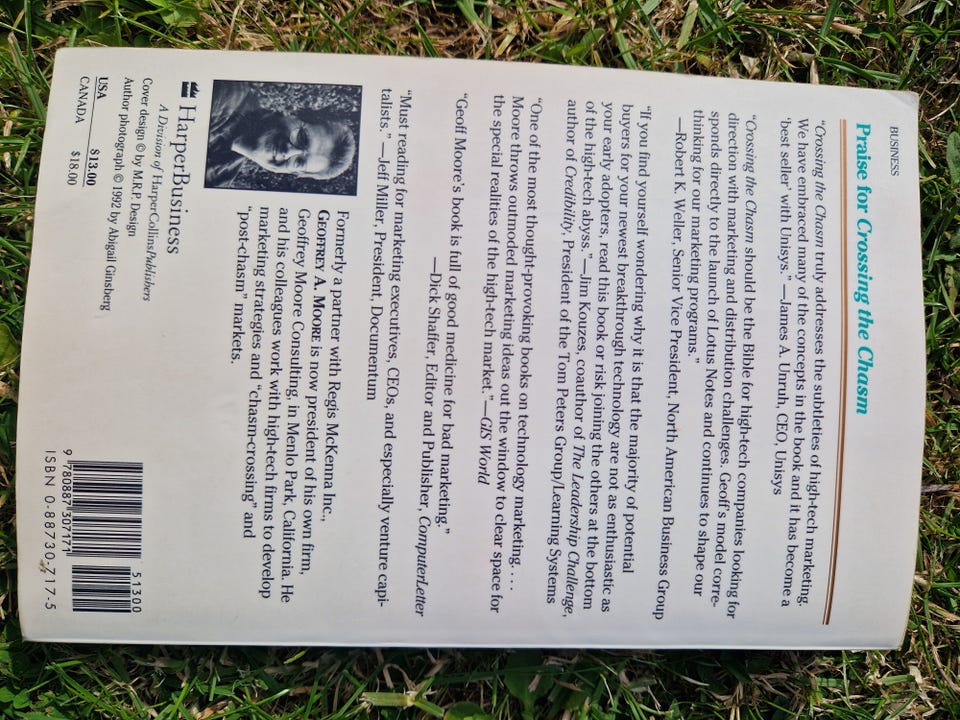 BUSINESS
Praise for Crossing the Chasm
“Crossing the Chasm truly addresses the subtleties of high-tech marketing.
We have embraced many of the concepts in the book and it has become a
‘best seller’ with Unisys.” —James A. Unruh, CEO, Unisys
“Crossing the Chasm should be the Bible for high-tech companies looking for
direction with marketing and distribution challenges. Geoff's model corre-
sponds directly to the launch of Lotus Notes and continues to shape our
thinking for our marketing programs.”
—Robert K. Weller, Senior Vice President, North American Business Group
“If you find yourself wondering why it is that the majority of potential
buyers for your newest breakthrough technology are not as enthusiastic as
your early adopters, read this book or risk joining the others at the bottom
of the high-tech abyss.” —Jim Kouzes, coauthor of The Leadership Challenge,
author of Credibility, President of the Tom Peters Group/Learning Systems
“One of the most thought-provoking books on technology marketing. . . .
Moore throws outmoded marketing ideas out the window to clear space for
the special realities of the high-tech market.” —GIS World
“Geoff Moore's book is full of good medicine for bad marketing.”
—Dick Shaffer, Editor and Publisher, ComputerLetter
“Must reading for marketing executives, CEOs, and especially venture capi-
talists.” —Jeff Miller, President, Documentum
Formerly a partner with Regis McKenna Inc.,
GEOFFREY A. MOORE is now president of his own firm,
Geoffrey Moore Consulting, in Menlo Park, California. He
and his colleagues work with high-tech firms to develop
marketing strategies and “chasm-crossing” and
“post-chasm” markets.
HarperBusiness
A Division of HarperCollinsPublishers
Cover design © by M.R.P. Design
Author photograph © 1992 by Abigail Ginsberg
USA $13.00
CANADA $18.00
51300
9 780887 307171
ISBN 0-88730-717-5